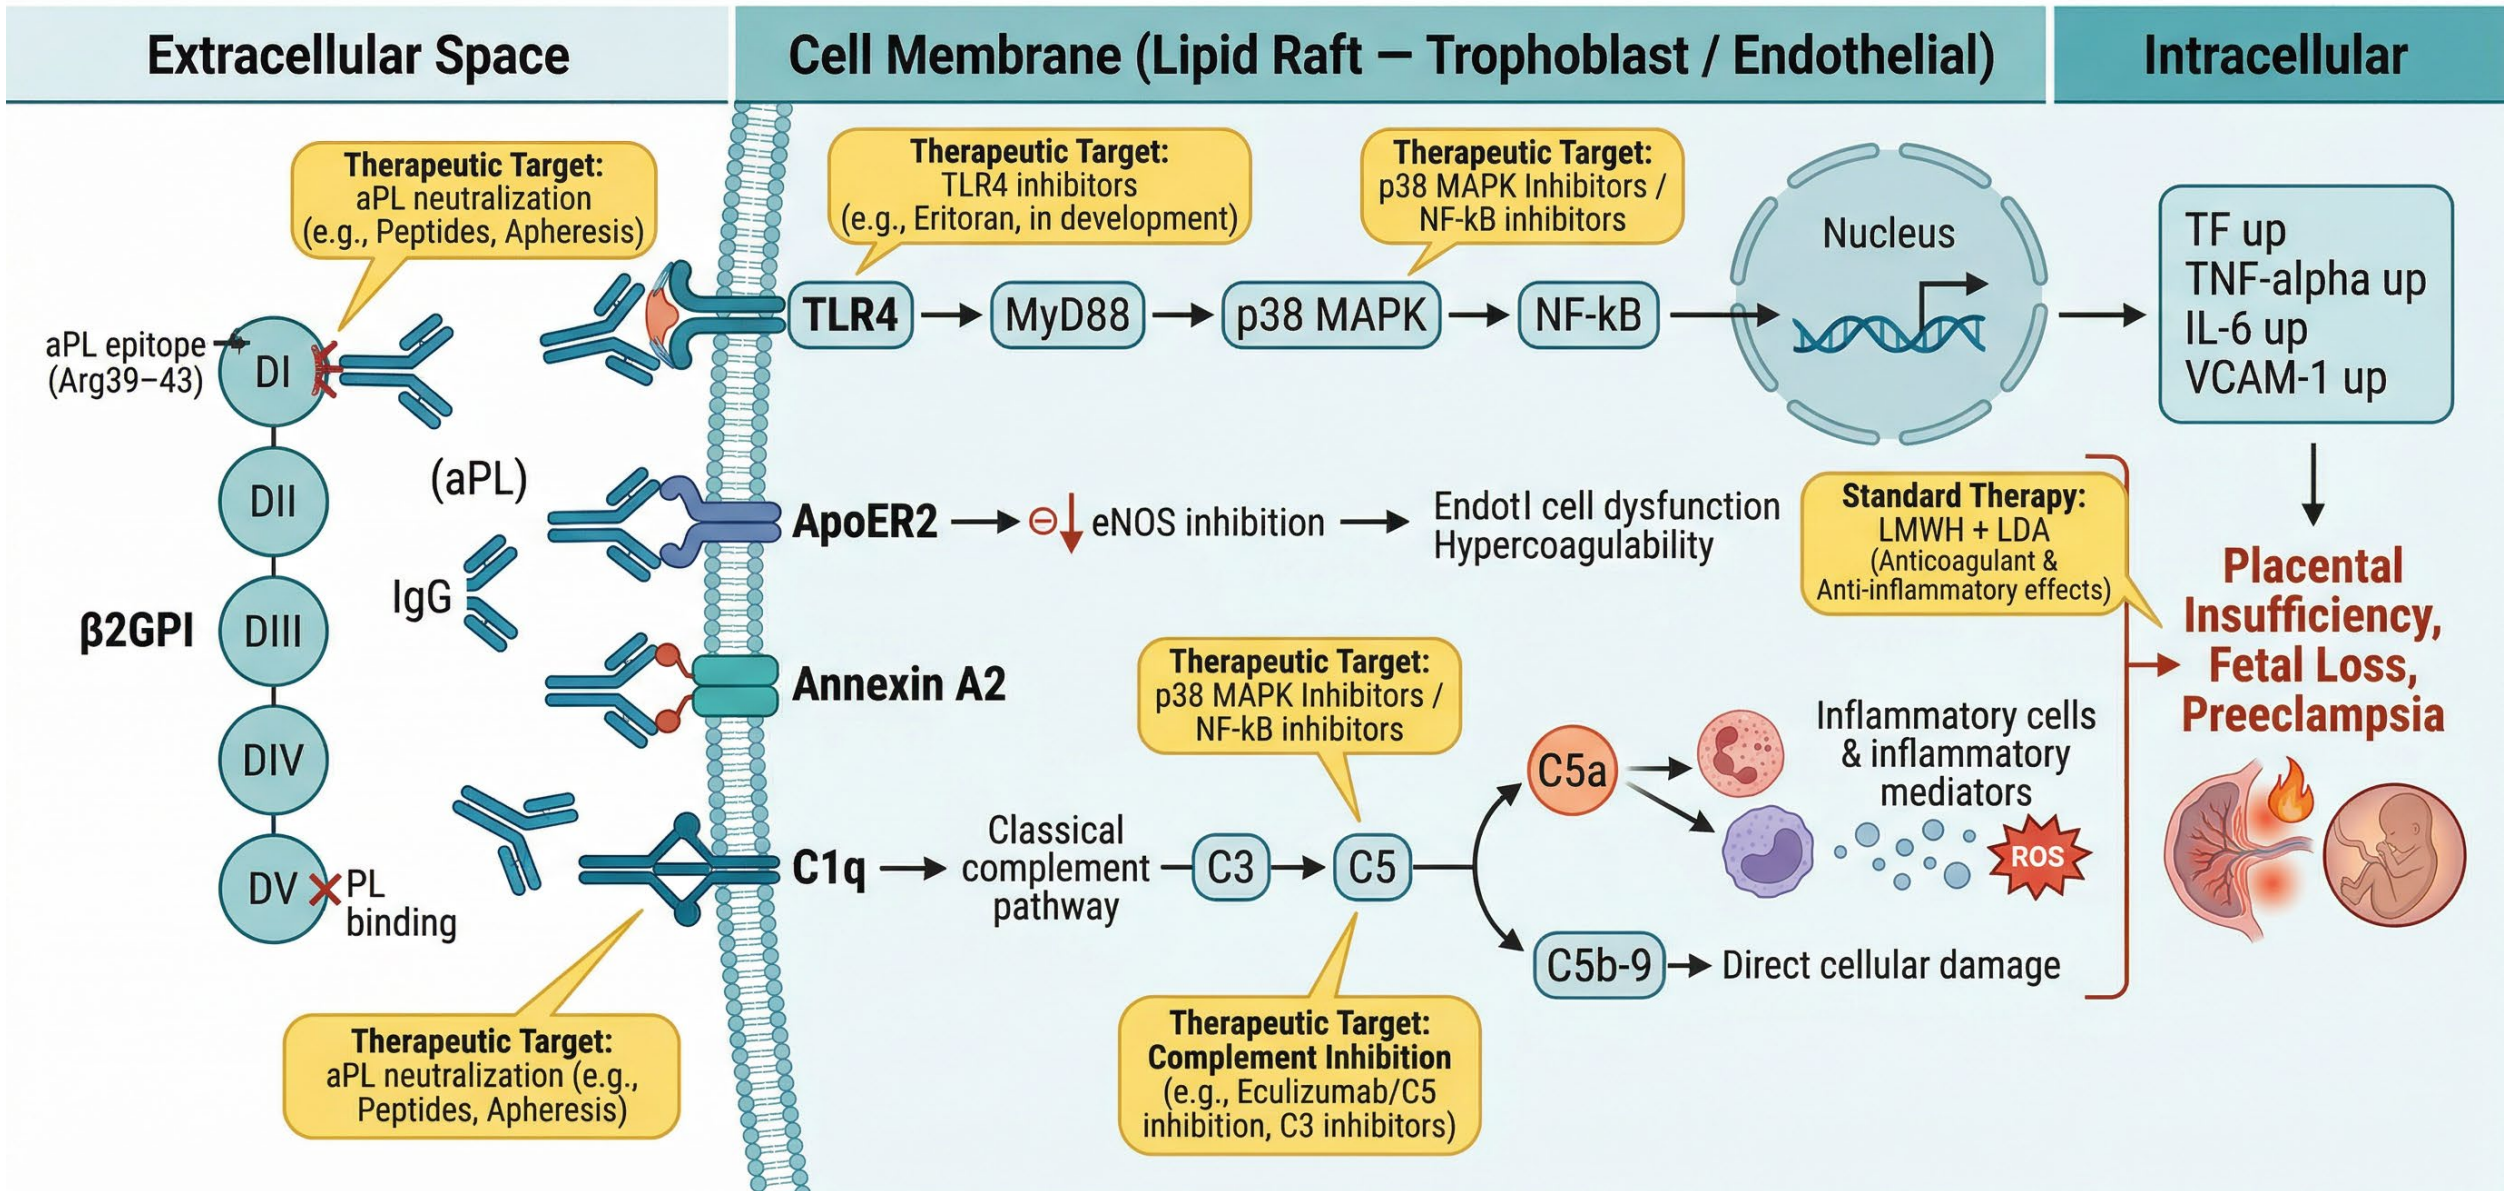 Extracellular Space
Cell Membrane (Lipid Raft — Trophoblast / Endothelial)
Intracellular
Therapeutic Target:
aPL neutralization
(e.g., Peptides, Apheresis)
Therapeutic Target:
TLR4 inhibitors
(e.g., Eritoran, in development)
Therapeutic Target:
p38 MAPK Inhibitors /
NF-kB inhibitors
aPL epitope
(Arg39–43)
DI
DII
DIII
DIV
DV
β2GPI
PL
binding
(aPL)
IgG
TLR4
MyD88
p38 MAPK
NF-kB
Nucleus
TF up
TNF-alpha up
IL-6 up
VCAM-1 up
ApoER2
eNOS inhibition
Endotl cell dysfunction
Hypercoagulability
Standard Therapy:
LMWH + LDA
(Anticoagulant &
Anti-inflammatory effects)
Placental
Insufficiency,
Fetal Loss,
Preeclampsia
Annexin A2
Therapeutic Target:
p38 MAPK Inhibitors /
NF-kB inhibitors
C1q
Classical
complement
pathway
C3
C5
C5a
Inflammatory cells
& inflammatory
mediators
ROS
C5b-9
Direct cellular damage
Therapeutic Target:
aPL neutralization (e.g.,
Peptides, Apheresis)
Therapeutic Target:
Complement Inhibition
(e.g., Eculizumab/C5
inhibition, C3 inhibitors)